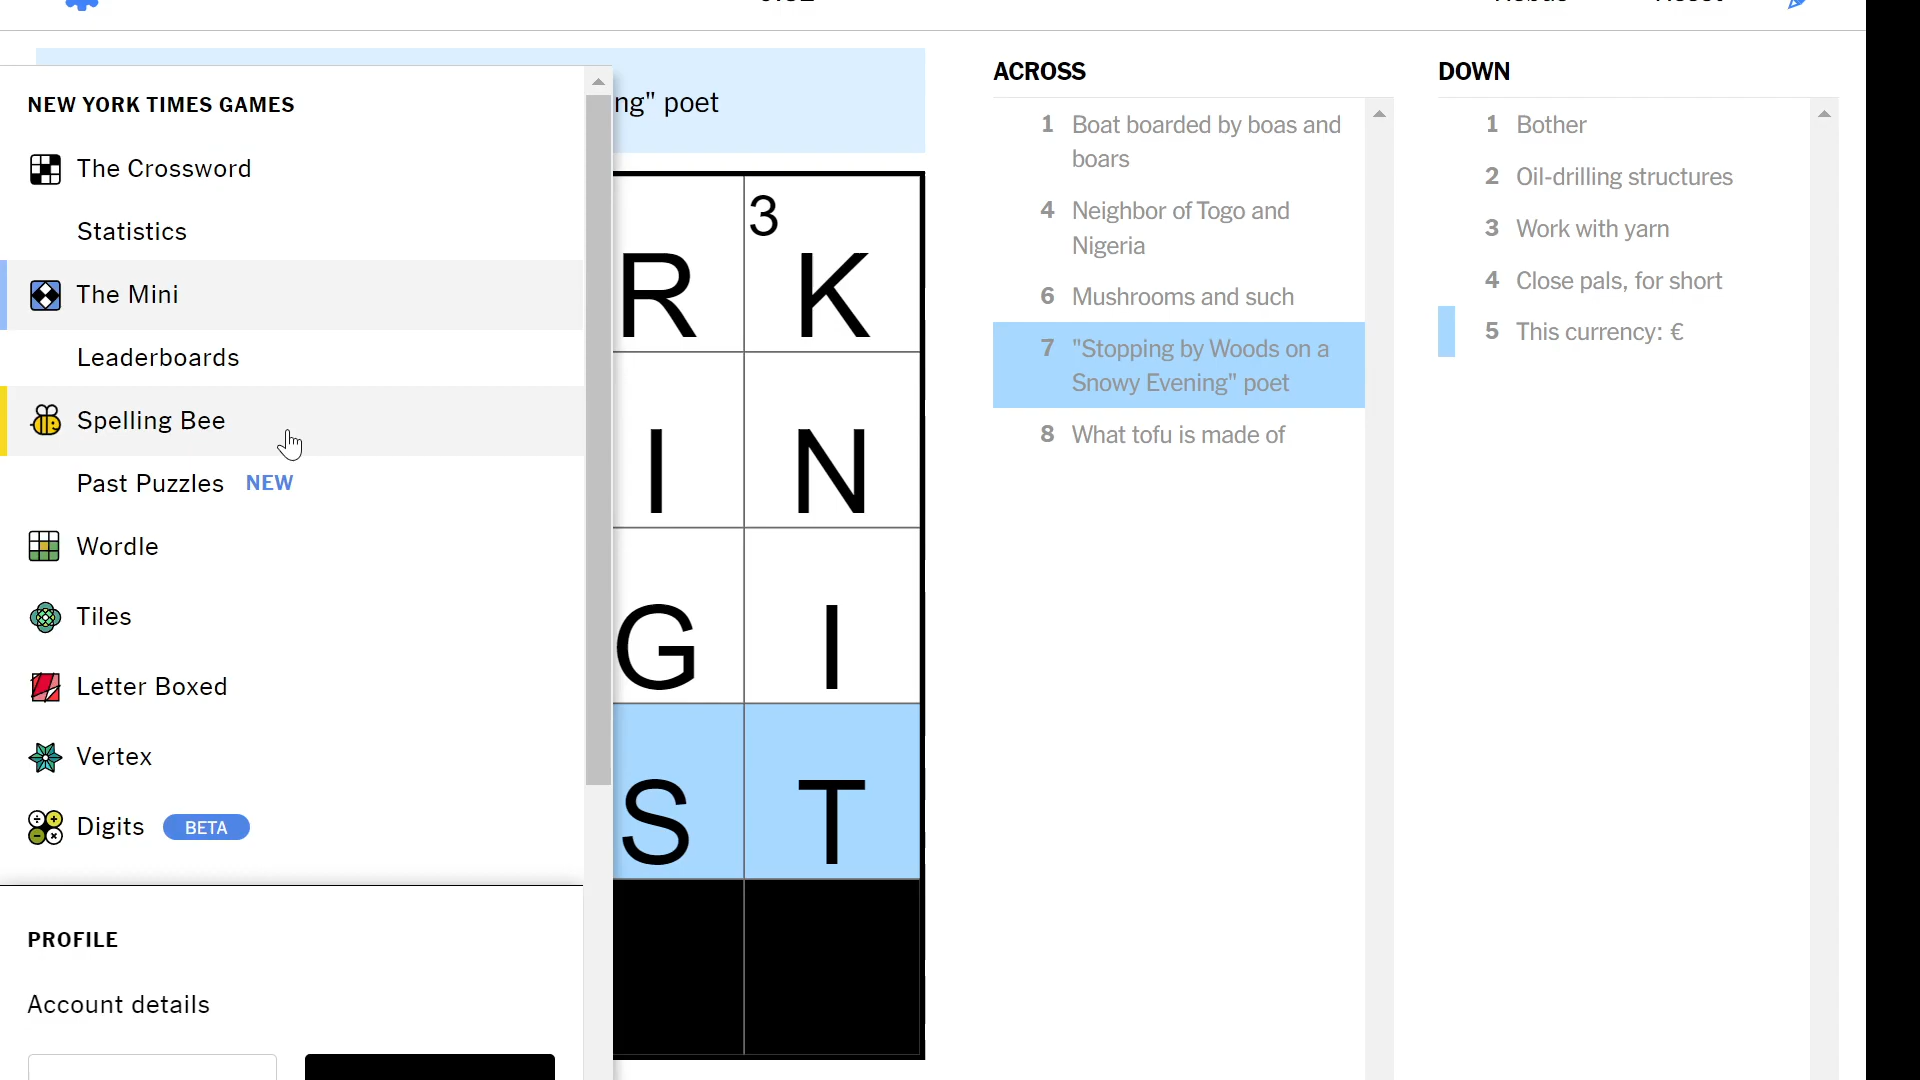 NEW YORK TIMES GAMES
The Crossword
Statistics
The Mini
Leaderboards
Spelling Bee
Past Puzzles NEW
Wordle
Tiles
Letter Boxed
Vertex
Digits BETA
PROFILE
Account details
ng" poet
3
R K
I N
G I
S T
ACROSS
1 Boat boarded by boas and
boars
4 Neighbor of Togo and
Nigeria
6 Mushrooms and such
7 "Stopping by Woods on a
Snowy Evening" poet
8 What tofu is made of
DOWN
1 Bother
2 Oil-drilling structures
3 Work with yarn
4 Close pals, for short
5 This currency: €